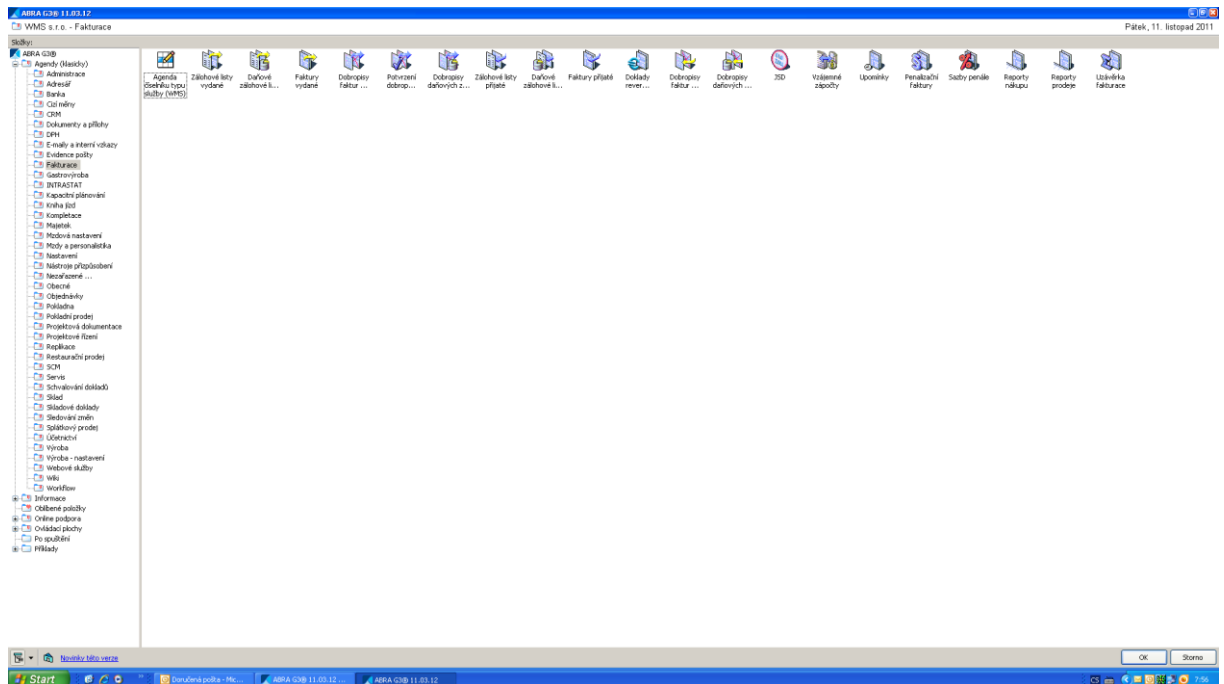 ABRA G3® 11.03.12
WMS s.r.o. - Fakturace
Pátek, 11. listopad 2011
Složky:
ABRA G3®
Agendy (klasicky)
Administrace
Adresář
Banka
Cizí měny
CRM
Dokumenty a přílohy
DPH
E-maily a interní vzkazy
Evidence pošty
Fakturace
Gastrovýroba
INTRASTAT
Kapacitní plánování
Kniha jízd
Kompletace
Majetek
Mzdová nastavení
Mzdy a personalistika
Nastavení
Nástroje přizpůsobení
Nezařazené ...
Obecné
Objednávky
Pokladna
Pokladní prodej
Projektová dokumentace
Projektové řízení
Replikace
Restaurační prodej
SCM
Servis
Schvalování dokladů
Sklad
Skladové doklady
Sledování změn
Splátkový prodej
Účetnictví
Výroba
Výroba - nastavení
Webové služby
Wiki
Workflow
Informace
Oblíbené položky
Online podpora
Ovládací plochy
Po spuštění
Příklady
Agenda
číselníku typu
služby (WMS)
Zálohové listy
vydané
Daňové
zálohové li...
Faktury
vydané
Dobropisy
faktur ...
Potvrzení
dobrop...
Dobropisy
daňových z...
Zálohové listy
přijaté
Daňové
zálohové li...
Faktury přijaté
Doklady
rever...
Dobropisy
faktur ...
Dobropisy
daňových ...
JSD
Vzájemné
zápočty
Upomínky
Penalizační
faktury
Sazby penále
Reporty
nákupu
Reporty
prodeje
Uzávěrka
fakturace
Novinky této verze
OK
Storno
Start
Doručená pošta - Mic...
ABRA G3® 11.03.12 ...
ABRA G3® 11.03.12
CS
7:56